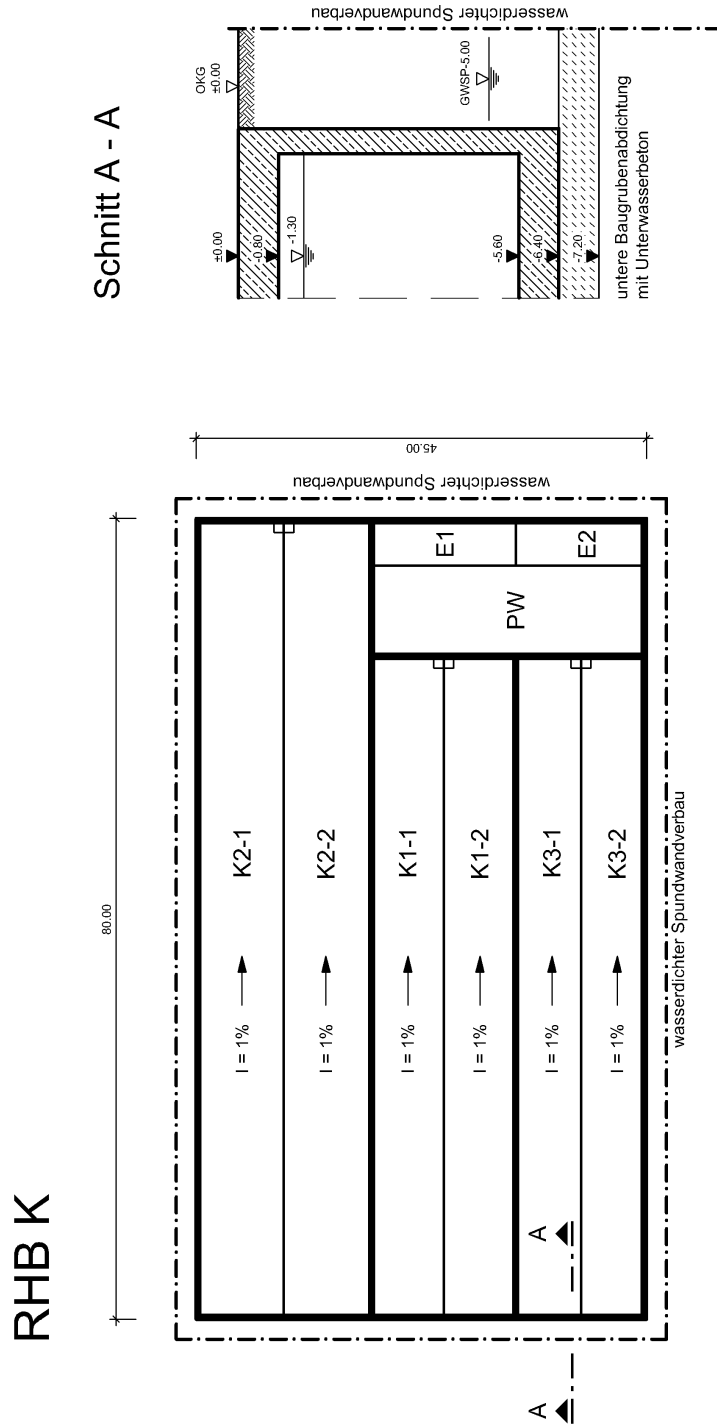 RHB K
80.00
45.00
wasserdichter Spundwandverbau
wasserdichter Spundwandverbau
I = 1%
K2-1
I = 1%
K2-2
I = 1%
K1-1
I = 1%
K1-2
I = 1%
K3-1
I = 1%
K3-2
PW
E1
E2
A
A
Schnitt A - A
OKG
±0.00
±0.00
-0.80
-1.30
GWSP-5.00
-5.60
-6.40
-7.20
wasserdichter Spundwandverbau
untere Baugrubenabdichtung
mit Unterwasserbeton